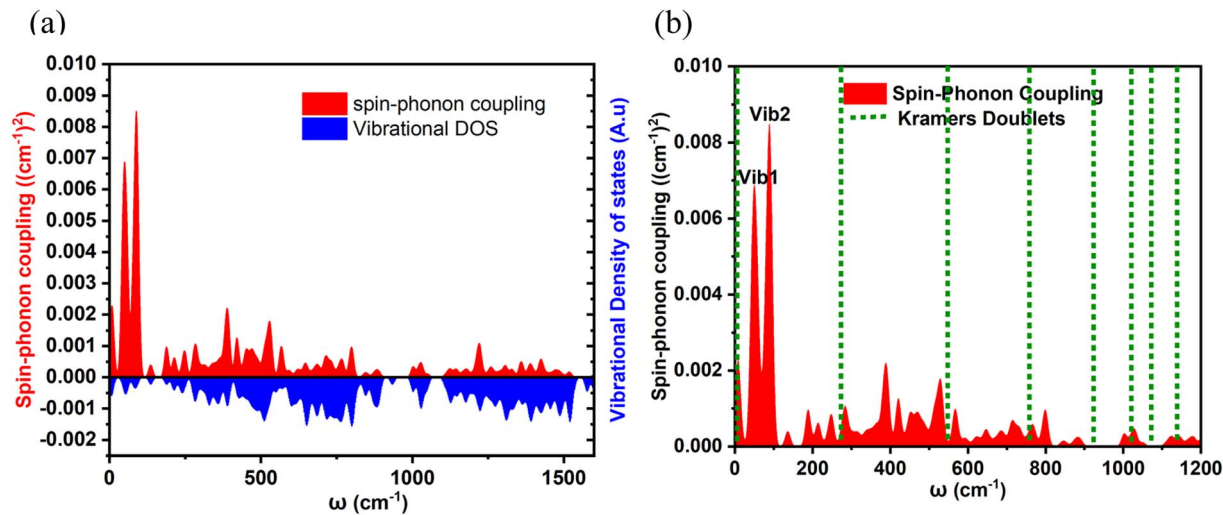 (a)
0.010
0.009
0.008
0.007
0.006
0.005
0.004
0.003
0.002
0.001
0.000
-0.001
-0.002
Spin-phonon coupling ((cm⁻¹)²)
spin-phonon coupling
Vibrational DOS
Vibrational Density of states (A.u)
0 500 1000 1500
ω (cm⁻¹)
(b)
0.010
0.008
0.006
0.004
0.002
0.000
Spin-phonon coupling ((cm⁻¹)²)
Spin-Phonon Coupling
Kramers Doublets
Vib2
Vib1
0 200 400 600 800 1000 1200
ω (cm⁻¹)